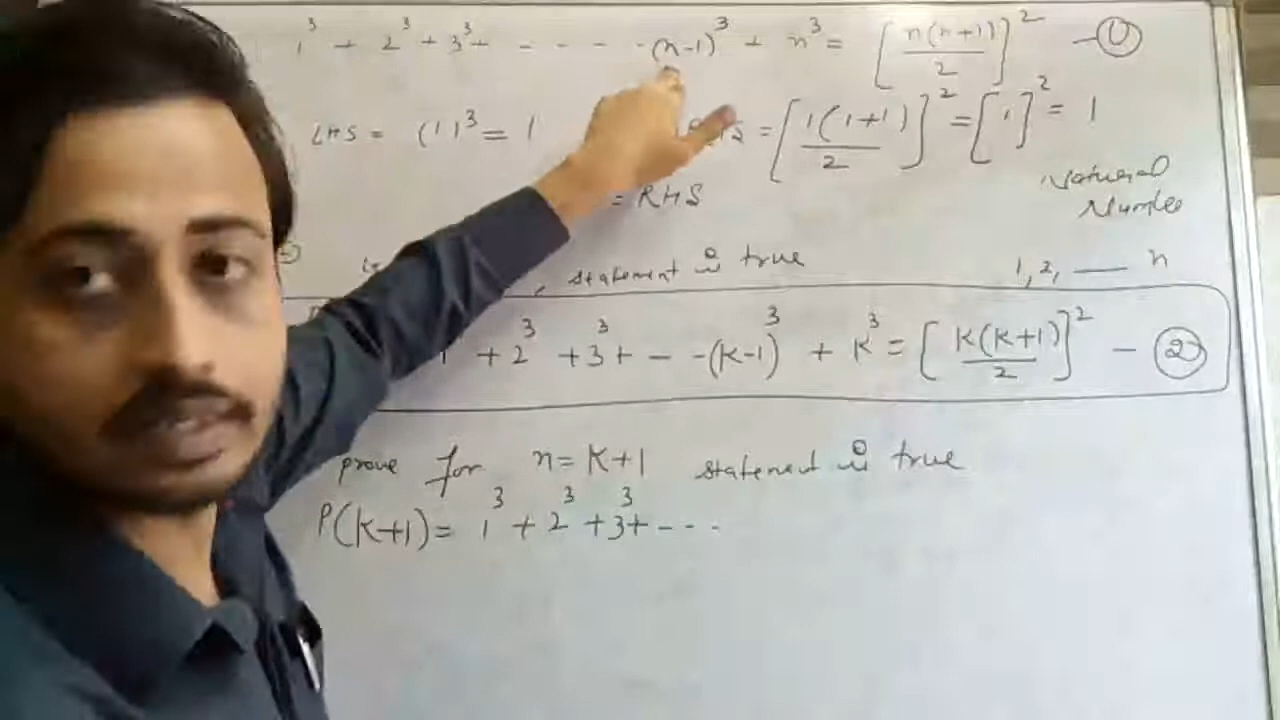 1³ + 2³ + 3³ + - - - - (n-1)³ + n³ = [n(n+1)/2]² - ①
LHS = (1)³ = 1
= [1(1+1)/2]² = [1]² = 1
= RHS
Natural
Number
statement is true
1, 2, — n
+ 2³ + 3³ + - - (k-1)³ + k³ = [k(k+1)/2]² - ②
prove for n = k+1 statement is true
P(k+1) = 1³ + 2³ + 3³ + - - -